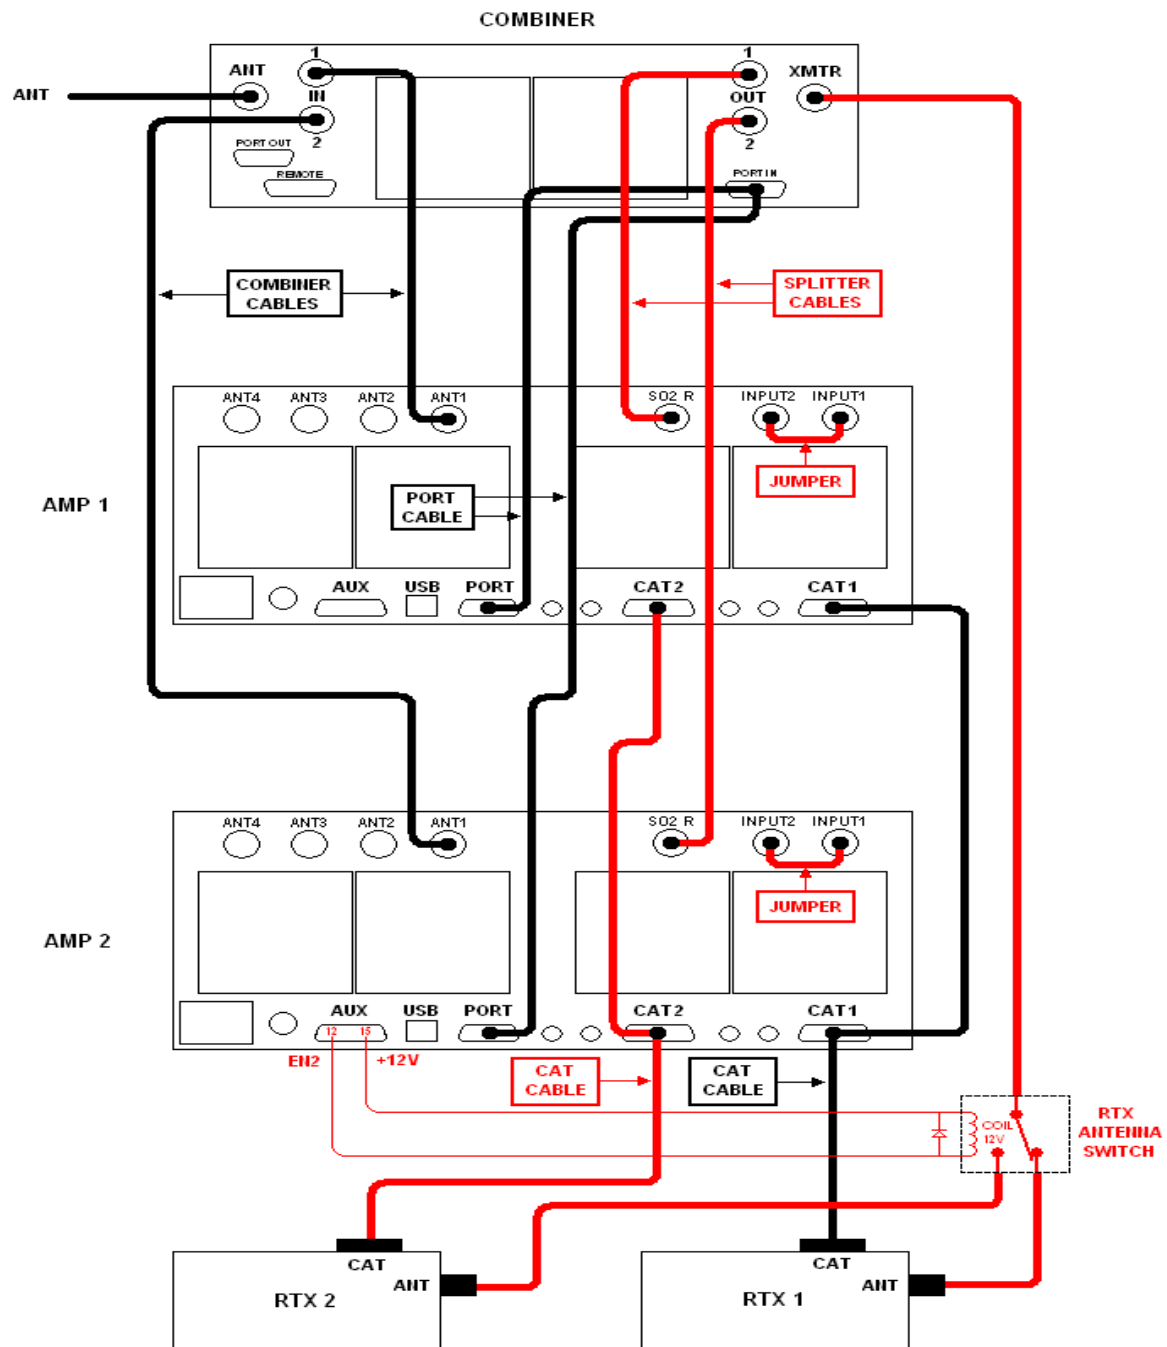 COMBINER
1
1
ANT
XMTR
ANT
IN
OUT
2
2
PORT OUT
REMOTE
PORT IN
COMBINER
CABLES
SPLITTER
CABLES
ANT4
ANT3
ANT2
ANT1
SO2 R
INPUT2
INPUT1
JUMPER
AMP 1
PORT
CABLE
AUX
USB
PORT
CAT2
CAT1
ANT4
ANT3
ANT2
ANT1
SO2 R
INPUT2
INPUT1
JUMPER
AMP 2
AUX
USB
PORT
CAT2
CAT1
12
15
EN2
+12V
CAT
CABLE
CAT
CABLE
COIL
12V
RTX
ANTENNA
SWITCH
CAT
ANT
RTX 2
CAT
ANT
RTX 1